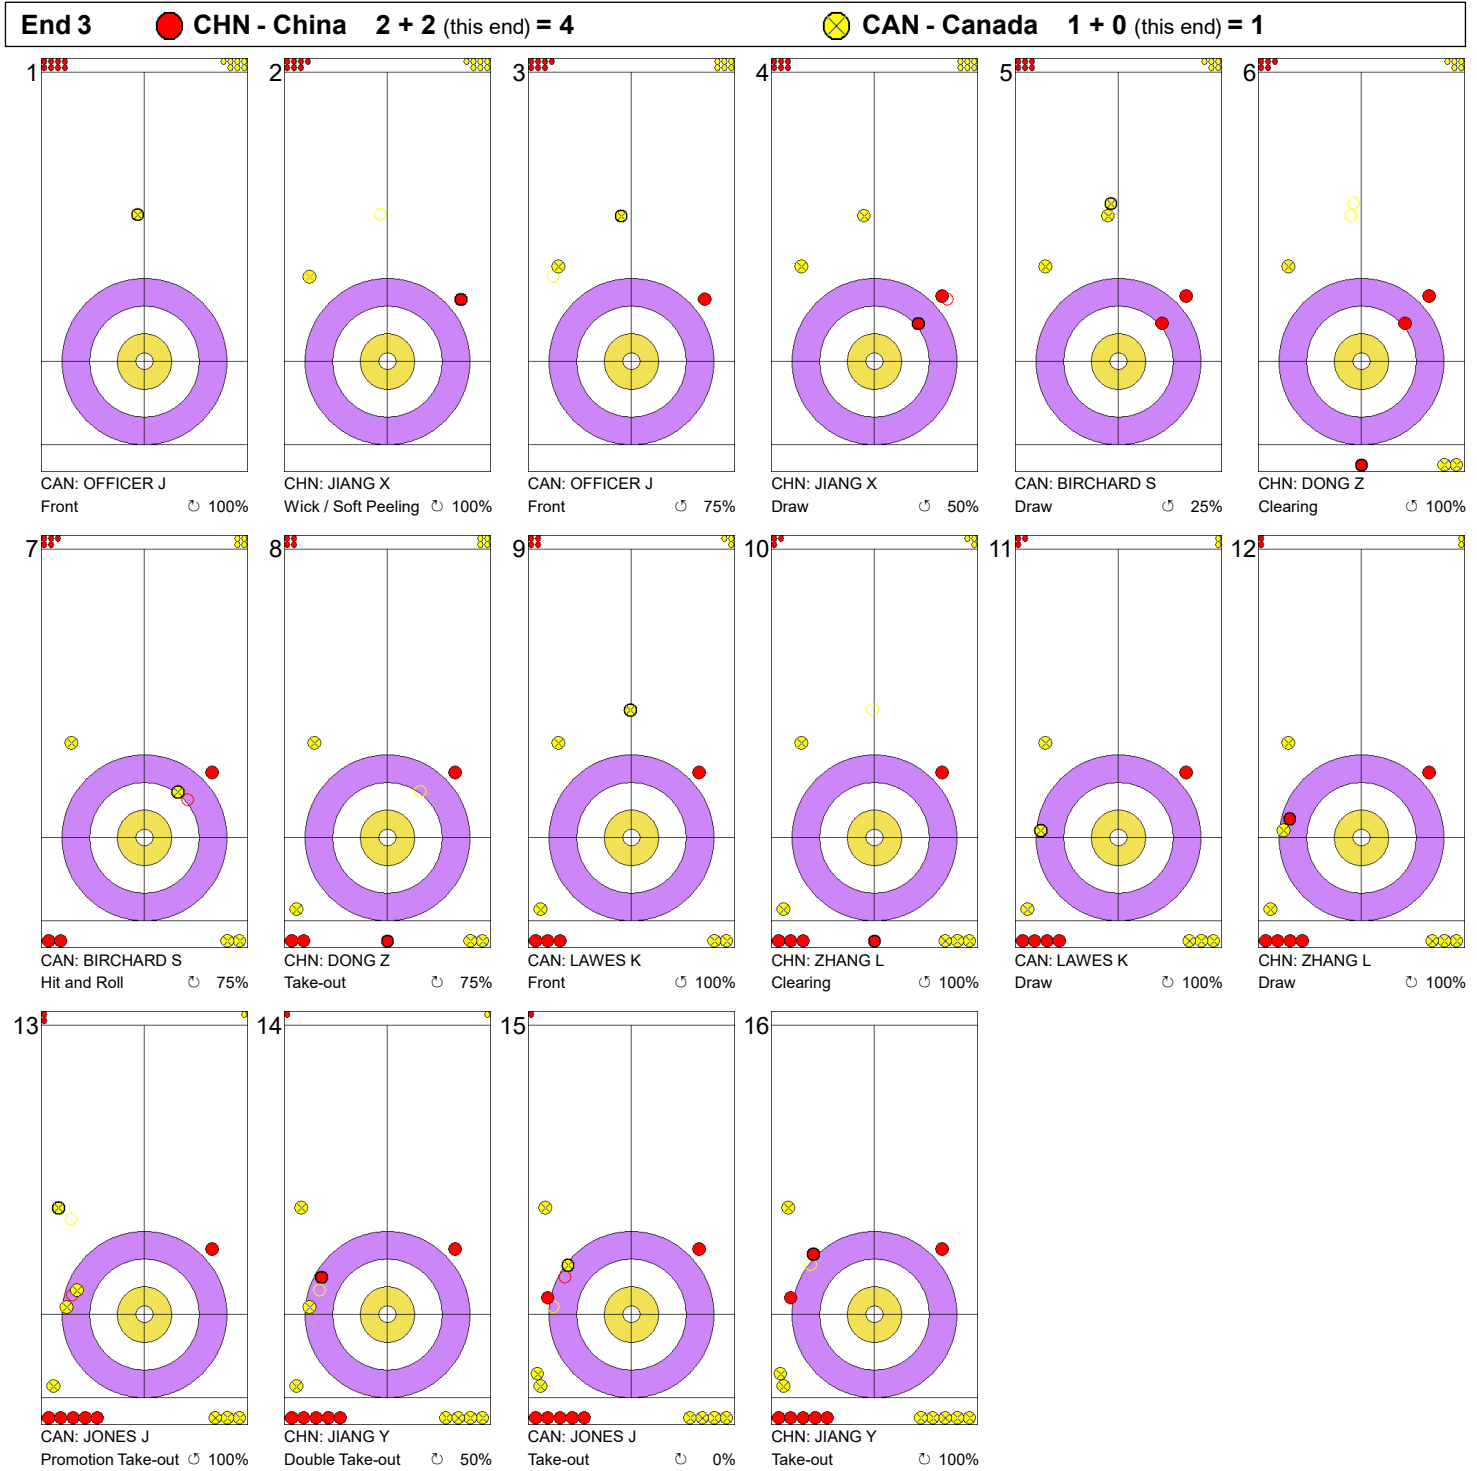 End 3 CHN - China 2 + 2 (this end) = 4 CAN - Canada 1 + 0 (this end) = 1
1 2 3 4 5 6
CAN: OFFICER J CHN: JIANG X CAN: OFFICER J CHN: JIANG X CAN: BIRCHARD S CHN: DONG Z
Front ↻ 100% Wick / Soft Peeling ↻ 100% Front ↺ 75% Draw ↺ 50% Draw ↺ 25% Clearing ↻ 100%
7 8 9 10 11 12
CAN: BIRCHARD S CHN: DONG Z CAN: LAWES K CHN: ZHANG L CAN: LAWES K CHN: ZHANG L
Hit and Roll ↻ 75% Take-out ↻ 75% Front ↺ 100% Clearing ↺ 100% Draw ↻ 100% Draw ↻ 100%
13 14 15 16
CAN: JONES J CHN: JIANG Y CAN: JONES J CHN: JIANG Y
Promotion Take-out ↺ 100% Double Take-out ↻ 50% Take-out ↻ 0% Take-out ↻ 100%